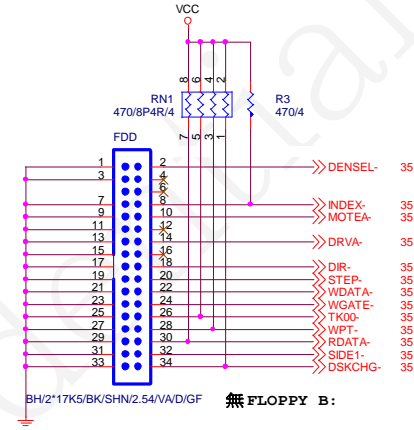 VCC
8 6 4 2
RN1
470/8P4R/4
R3
470/4
7 5 3 1
FDD
1 2 DENSEL- 35
3 4
6
7 8 INDEX- 35
9 10 MOTEA- 35
11 12
13 14 DRVA- 35
15 16
17 18 DIR- 35
19 20 STEP- 35
21 22 WDATA- 35
23 24 WGATE- 35
25 26 TK00- 35
27 28 WPT- 35
29 30 RDATA- 35
31 32 SIDE1- 35
33 34 DSKCHG- 35
BH/2*17K5/BK/SHN/2.54/VA/D/GF
無 FLOPPY B: